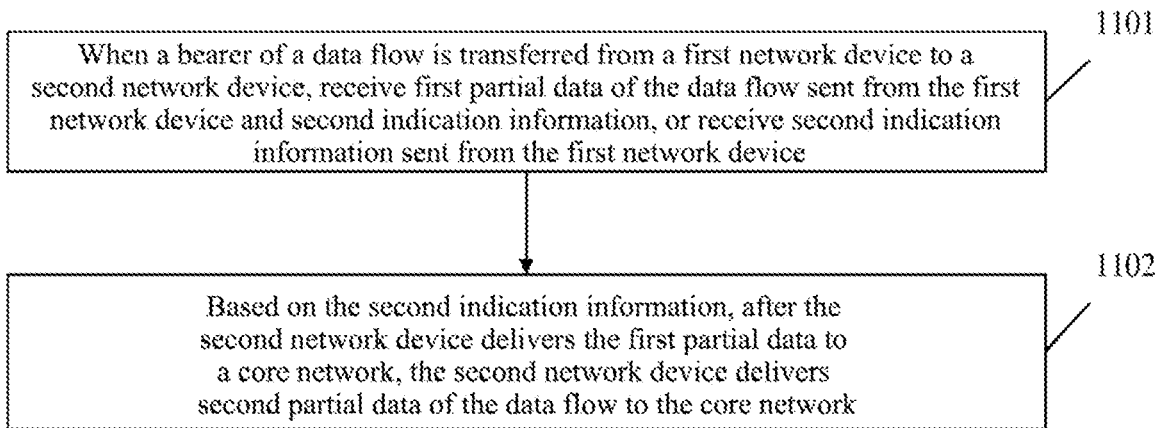 1101
When a bearer of a data flow is transferred from a first network device to a
second network device, receive first partial data of the data flow sent from the first
network device and second indication information, or receive second indication
information sent from the first network device
1102
Based on the second indication information, after the
second network device delivers the first partial data to
a core network, the second network device delivers
second partial data of the data flow to the core network